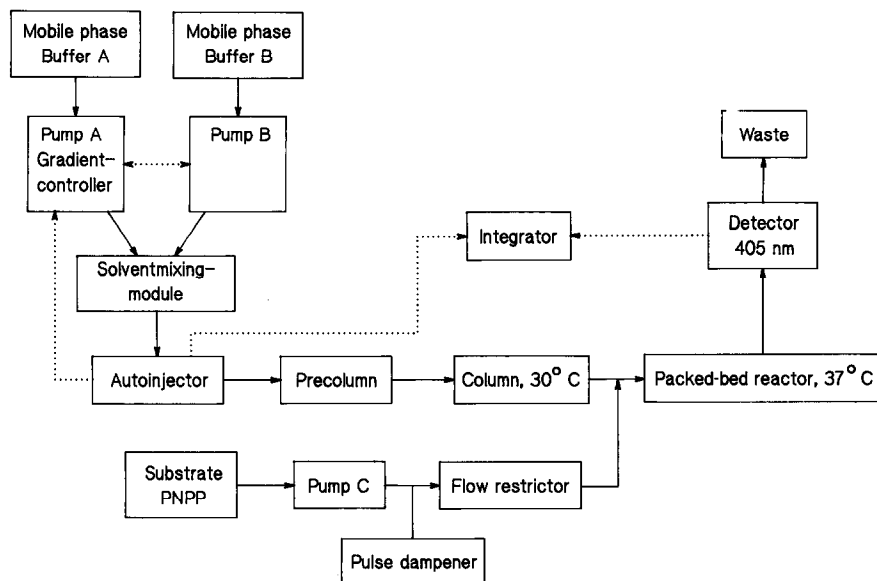 Mobile phase
Buffer A
Mobile phase
Buffer B
Pump A
Gradient-
controller
Pump B
Waste
Integrator
Detector
405 nm
Solventmixing-
module
Autoinjector
Precolumn
Column, 30° C
Packed-bed reactor, 37° C
Substrate
PNPP
Pump C
Flow restrictor
Pulse dampener